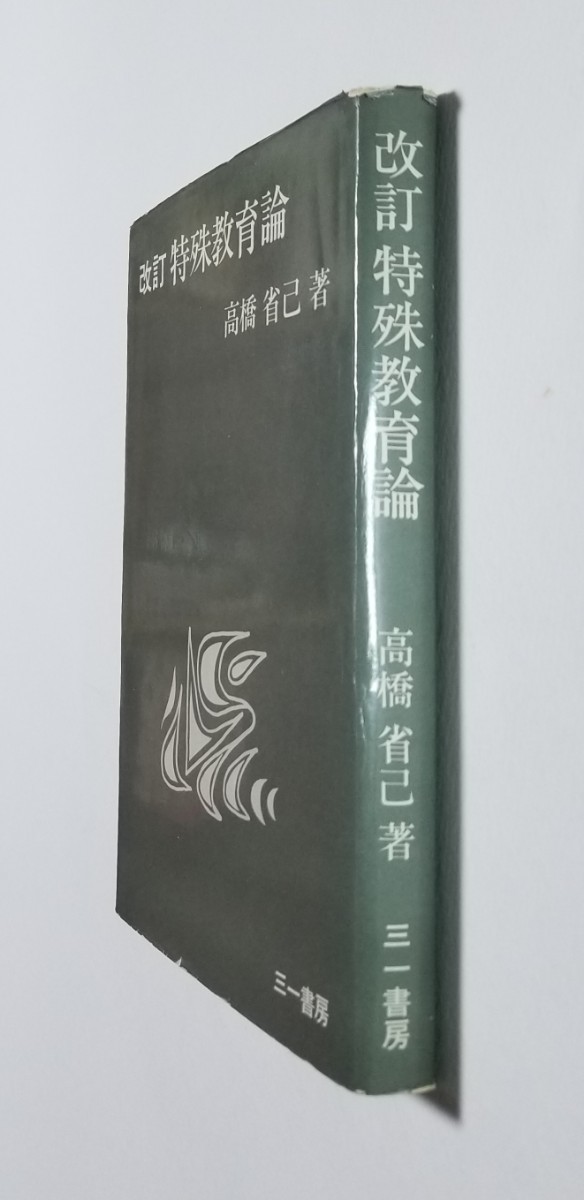 改訂 特殊教育論
高橋 省己 著
三一書房
改訂 特殊教育論 高橋 省己 著 三一書房